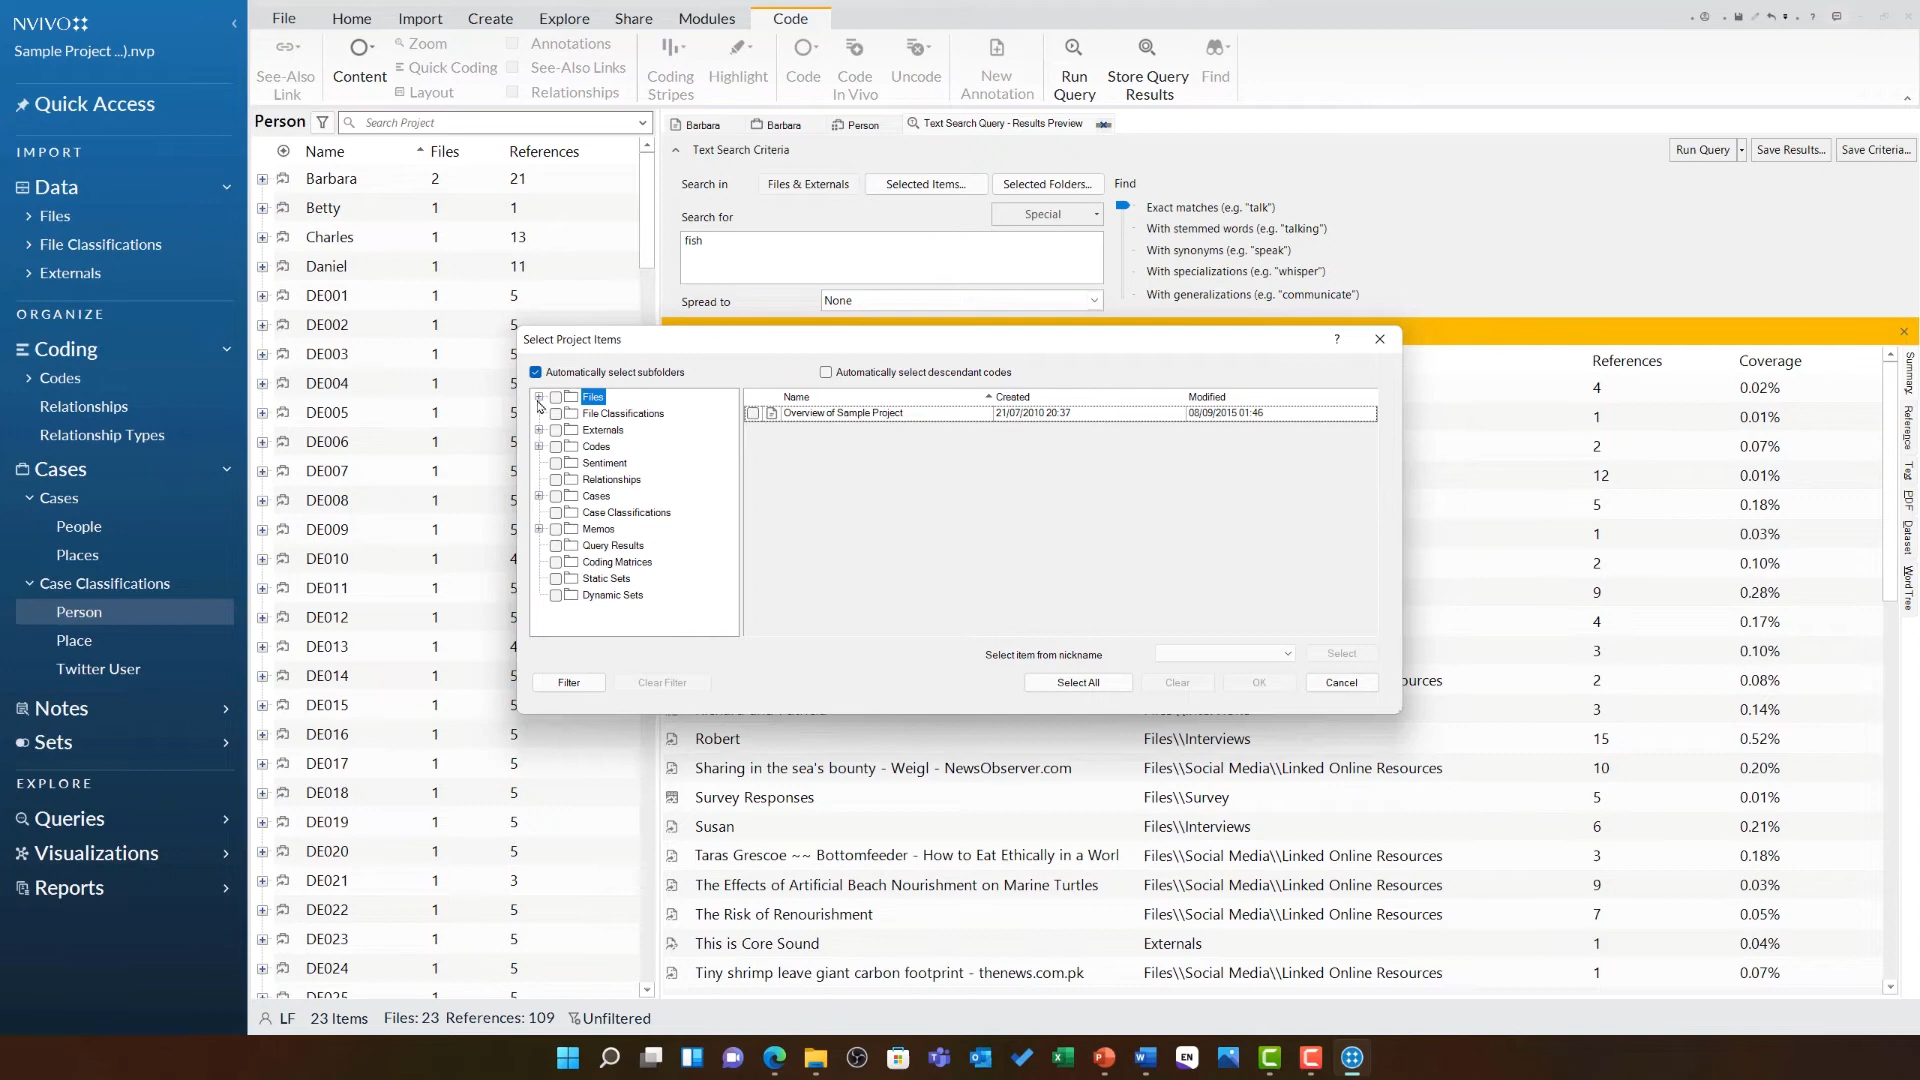 NVIVO
Sample Project ...).nvp
File Home Import Create Explore Share Modules Code
See-Also Link
Content
Zoom
Quick Coding
Layout
Annotations
See-Also Links
Relationships
Coding Stripes
Highlight
Code
Code In Vivo
Uncode
New Annotation
Run Query
Store Query Results
Find
Quick Access
IMPORT
Data
Files
File Classifications
Externals
ORGANIZE
Coding
Codes
Relationships
Relationship Types
Cases
Cases
People
Places
Case Classifications
Person
Place
Twitter User
Notes
Sets
EXPLORE
Queries
Visualizations
Reports
Person Search Project
Name Files References
Barbara 2 21
Betty 1 1
Charles 1 13
Daniel 1 11
DE001 1 5
DE002 1 5
DE003 1 5
DE004 1 5
DE005 1 5
DE006 1 5
DE007 1 5
DE008 1 5
DE009 1 5
DE010 1 4
DE011 1 5
DE012 1 5
DE013 1 4
DE014 1 5
DE015 1 5
DE016 1 5
DE017 1 5
DE018 1 5
DE019 1 5
DE020 1 5
DE021 1 3
DE022 1 5
DE023 1 5
DE024 1 5
DE025 1 5
Barbara Barbara Person Text Search Query - Results Preview
Text Search Criteria Run Query Save Results... Save Criteria...
Search in Files & Externals Selected Items... Selected Folders... Find
Search for Special
fish
Spread to None
Exact matches (e.g. "talk")
With stemmed words (e.g. "talking")
With synonyms (e.g. "speak")
With specializations (e.g. "whisper")
With generalizations (e.g. "communicate")
Select Project Items ?
Automatically select subfolders Automatically select descendant codes
Files
File Classifications
Externals
Codes
Sentiment
Relationships
Cases
Case Classifications
Memos
Query Results
Coding Matrices
Static Sets
Dynamic Sets
Name Created Modified
Overview of Sample Project 21/07/2010 20:37 08/09/2015 01:46
Select item from nickname Select
Filter Clear Filter Select All Clear OK Cancel
References Coverage
4 0.02%
1 0.01%
2 0.07%
12 0.01%
5 0.18%
1 0.03%
2 0.10%
9 0.28%
4 0.17%
3 0.10%
ources 2 0.08%
3 0.14%
Robert Files\\Interviews 15 0.52%
Sharing in the sea's bounty - Weigl - NewsObserver.com Files\\Social Media\\Linked Online Resources 10 0.20%
Survey Responses Files\\Survey 5 0.01%
Susan Files\\Interviews 6 0.21%
Taras Grescoe ~~ Bottomfeeder - How to Eat Ethically in a Worl Files\\Social Media\\Linked Online Resources 3 0.18%
The Effects of Artificial Beach Nourishment on Marine Turtles Files\\Social Media\\Linked Online Resources 9 0.03%
The Risk of Renourishment Files\\Social Media\\Linked Online Resources 7 0.05%
This is Core Sound Externals 1 0.04%
Tiny shrimp leave giant carbon footprint - thenews.com.pk Files\\Social Media\\Linked Online Resources 1 0.07%
Summary
Reference
Text
PDF
Dataset
Word Tree
LF 23 Items Files: 23 References: 109 Unfiltered
EN